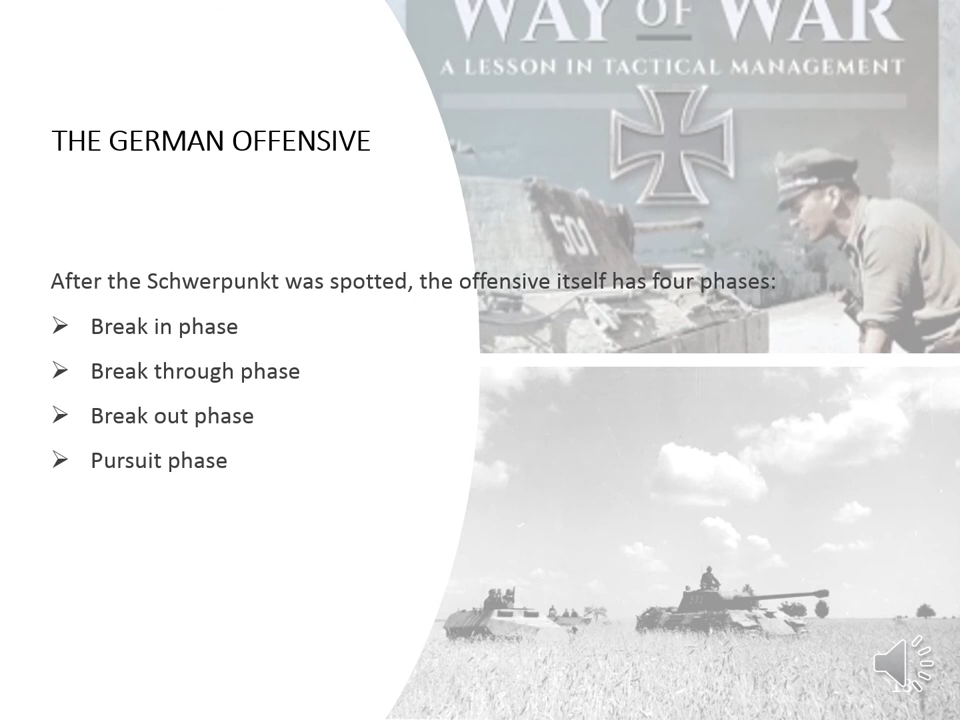 WAY OF WAR
A LESSON IN TACTICAL MANAGEMENT
THE GERMAN OFFENSIVE
501
After the Schwerpunkt was spotted, the offensive itself has four phases:
➢ Break in phase
➢ Break through phase
➢ Break out phase
➢ Pursuit phase